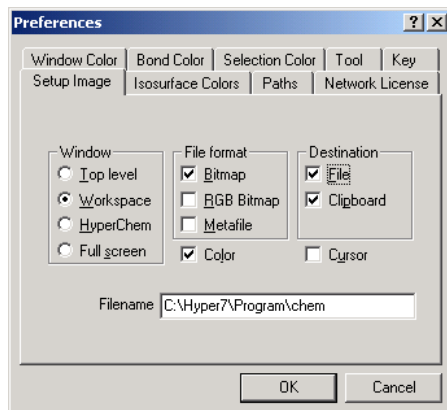 Preferences
Window Color Bond Color Selection Color Tool Key
Setup Image Isosurface Colors Paths Network License
Window File format Destination
Top level Bitmap File
Workspace RGB Bitmap Clipboard
HyperChem Metafile
Full screen Color Cursor
Filename C:\Hyper7\Program\chem
OK Cancel